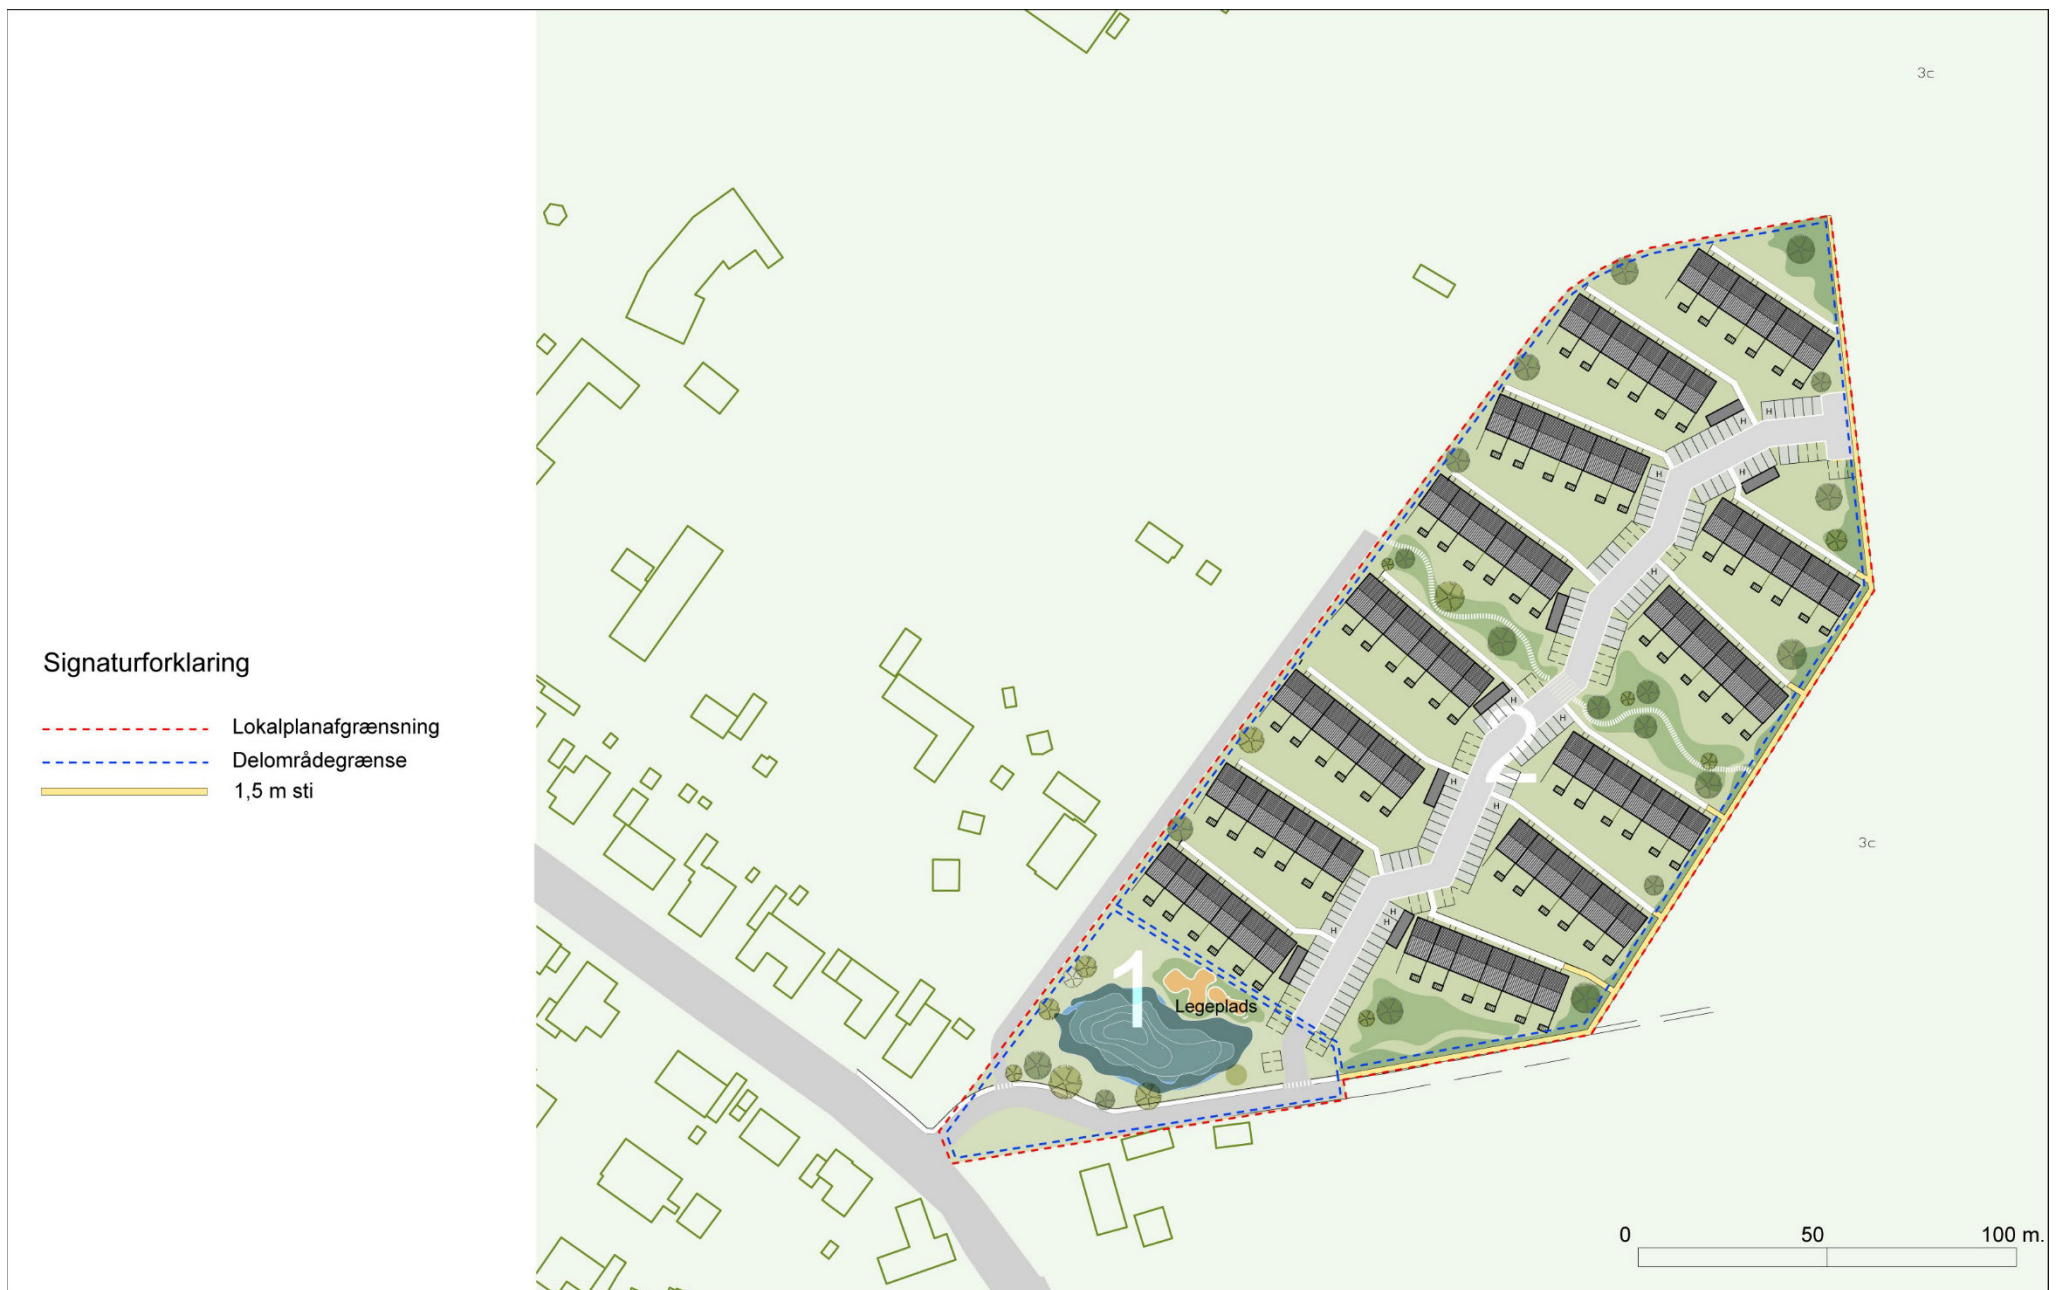 3c
Signaturforklaring
Lokalplanafgrænsning
Delområdegrænse
1,5 m sti
H
H
H
H
H
H
H
H
H
H
H
H
H
2
3c
1
Legeplads
0 50 100 m.